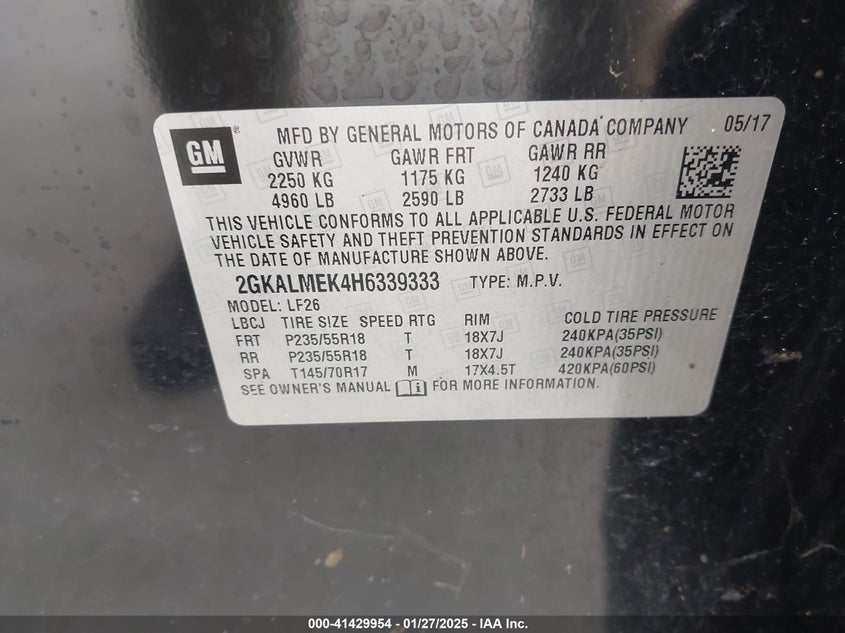 GM ® MFD BY GENERAL MOTORS OF CANADA COMPANY 05/17
GVWR GAWR FRT GAWR RR
2250 KG 1175 KG 1240 KG
4960 LB 2590 LB 2733 LB
THIS VEHICLE CONFORMS TO ALL APPLICABLE U.S. FEDERAL MOTOR
VEHICLE SAFETY AND THEFT PREVENTION STANDARDS IN EFFECT ON
THE DATE OF MANUFACTURE SHOWN ABOVE.
2GKALMEK4H6339333 TYPE: M.P.V.
MODEL: LF26
LBCJ TIRE SIZE SPEED RTG RIM COLD TIRE PRESSURE
FRT P235/55R18 T 18X7J 240KPA(35PSI)
RR P235/55R18 T 18X7J 240KPA(35PSI)
SPA T145/70R17 M 17X4.5T 420KPA(60PSI)
SEE OWNER'S MANUAL FOR MORE INFORMATION.
000-41429954 - 01/27/2025 - IAA Inc.